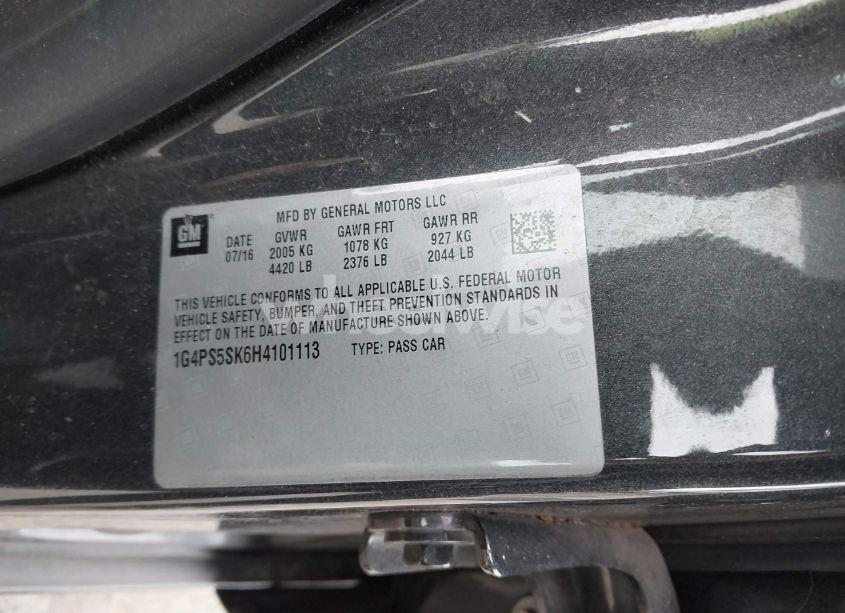 MFD BY GENERAL MOTORS LLC
GM
DATE GVWR GAWR FRT GAWR RR
07/16 2005 KG 1078 KG 927 KG
4420 LB 2376 LB 2044 LB
THIS VEHICLE CONFORMS TO ALL APPLICABLE U.S. FEDERAL MOTOR
VEHICLE SAFETY, BUMPER, AND THEFT PREVENTION STANDARDS IN
EFFECT ON THE DATE OF MANUFACTURE SHOWN ABOVE.
1G4PS5SK6H4101113 TYPE: PASS CAR